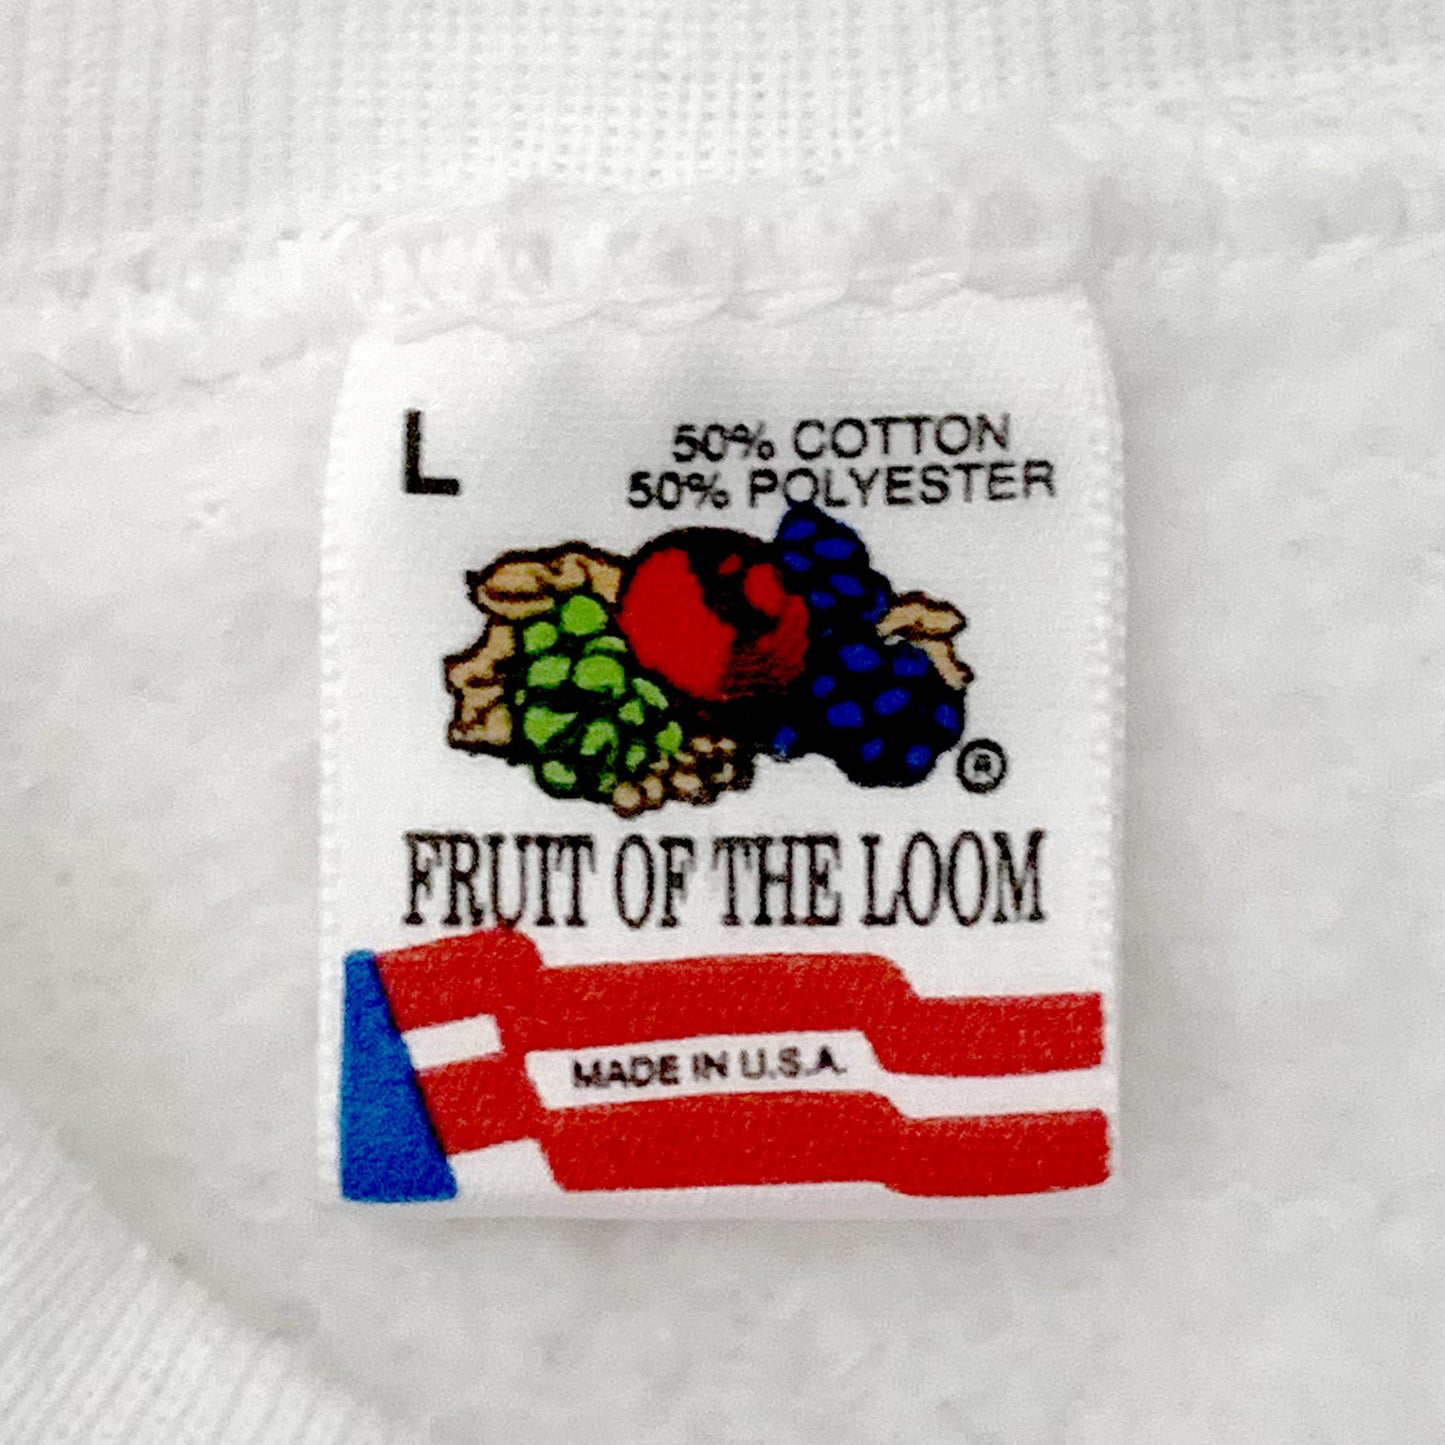 L
50% COTTON
50% POLYESTER
®
FRUIT OF THE LOOM
MADE IN U.S.A.